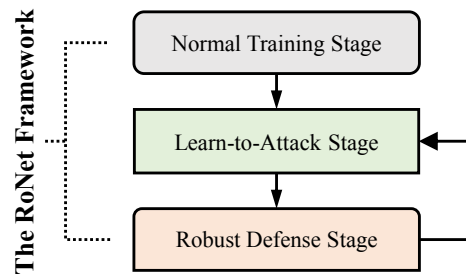 The RoNet Framework
Normal Training Stage
Learn-to-Attack Stage
Robust Defense Stage